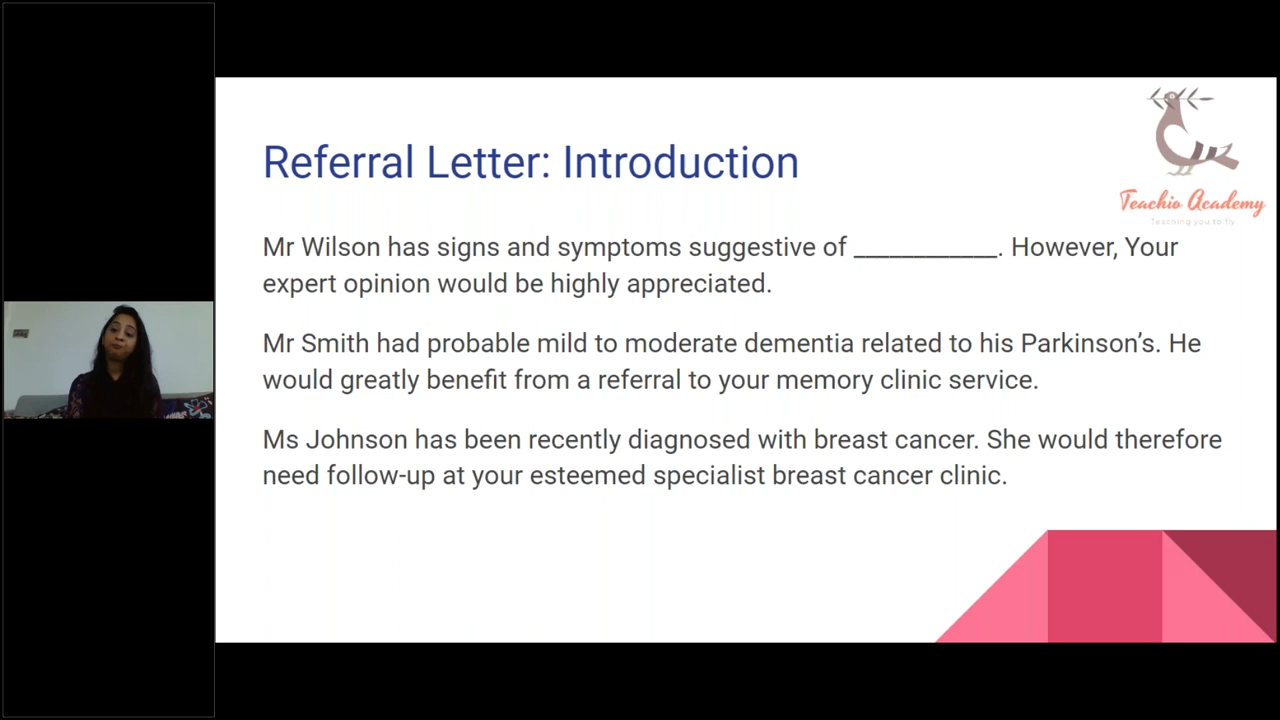 Teachio Academy
Teaching you to fly
Referral Letter: Introduction
Mr Wilson has signs and symptoms suggestive of ___________. However, Your
expert opinion would be highly appreciated.
Mr Smith had probable mild to moderate dementia related to his Parkinson’s. He
would greatly benefit from a referral to your memory clinic service.
Ms Johnson has been recently diagnosed with breast cancer. She would therefore
need follow-up at your esteemed specialist breast cancer clinic.